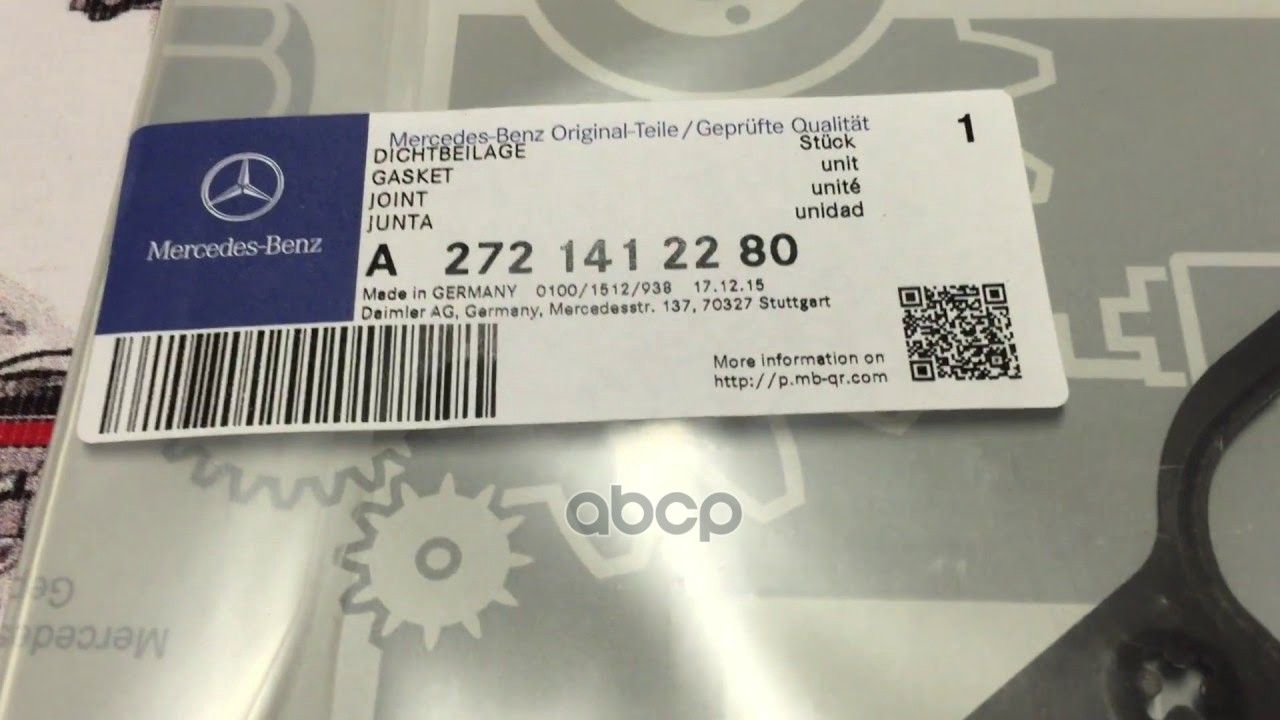 Mercedes-Benz Original-Teile/Geprüfte Qualität
DICHTBEILAGE Stück 1
GASKET unit
JOINT unité
JUNTA unidad
Mercedes-Benz
A 272 141 22 80
Made in GERMANY 0100/1512/938 17.12.15
Daimler AG, Germany, Mercedesstr. 137, 70327 Stuttgart
More information on
http://p.mb-qr.com
abcp
Ger
Mercedes